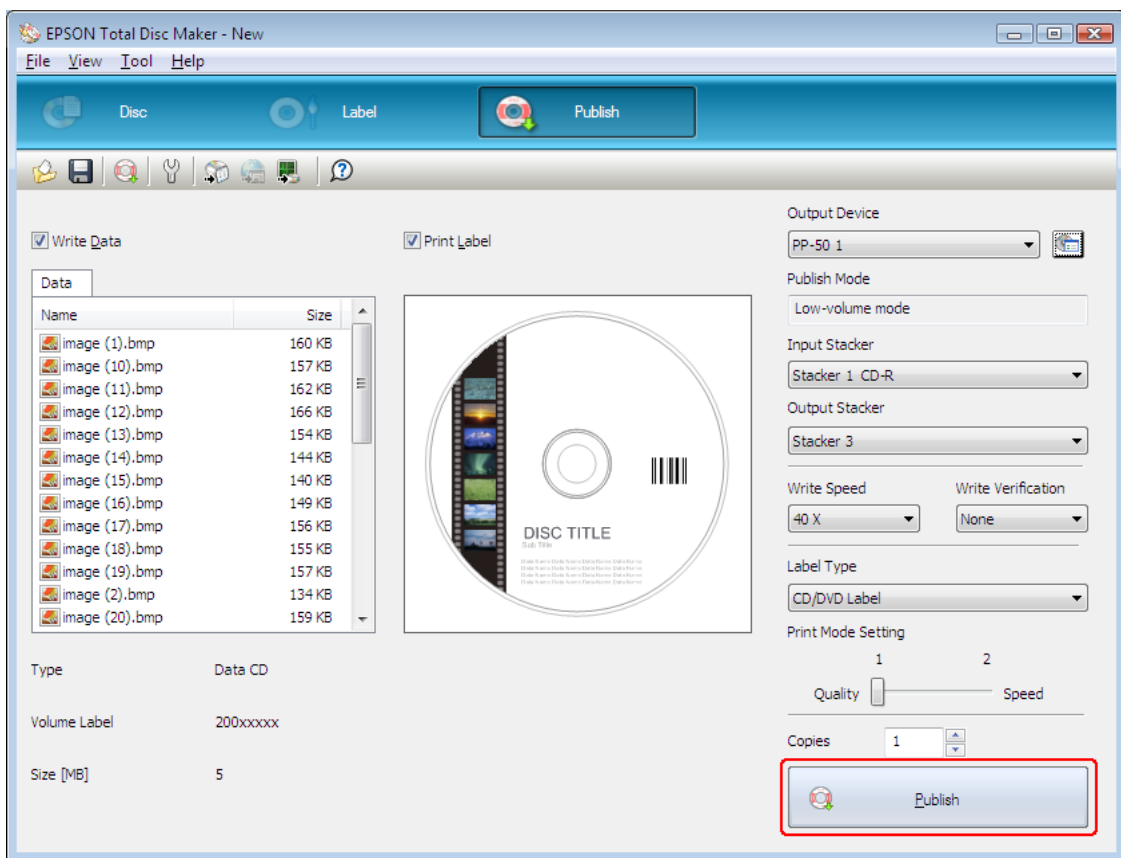 EPSON Total Disc Maker - New
File View Tool Help
Disc Label Publish
Output Device
Write Data Print Label
PP-50 1
Data
Publish Mode
Name Size
Low-volume mode
image (1).bmp 160 KB
image (10).bmp 157 KB
image (11).bmp 162 KB
image (12).bmp 166 KB
image (13).bmp 154 KB
image (14).bmp 144 KB
image (15).bmp 140 KB
image (16).bmp 149 KB
image (17).bmp 156 KB
image (18).bmp 155 KB
image (19).bmp 157 KB
image (2).bmp 134 KB
image (20).bmp 159 KB
DISC TITLE
Sub Title
Input Stacker
Stacker 1 CD-R
Output Stacker
Stacker 3
Write Speed Write Verification
40 X None
Label Type
CD/DVD Label
Print Mode Setting
1 2
Quality Speed
Copies 1
Publish
Type Data CD
Volume Label 200xxxxx
Size [MB] 5